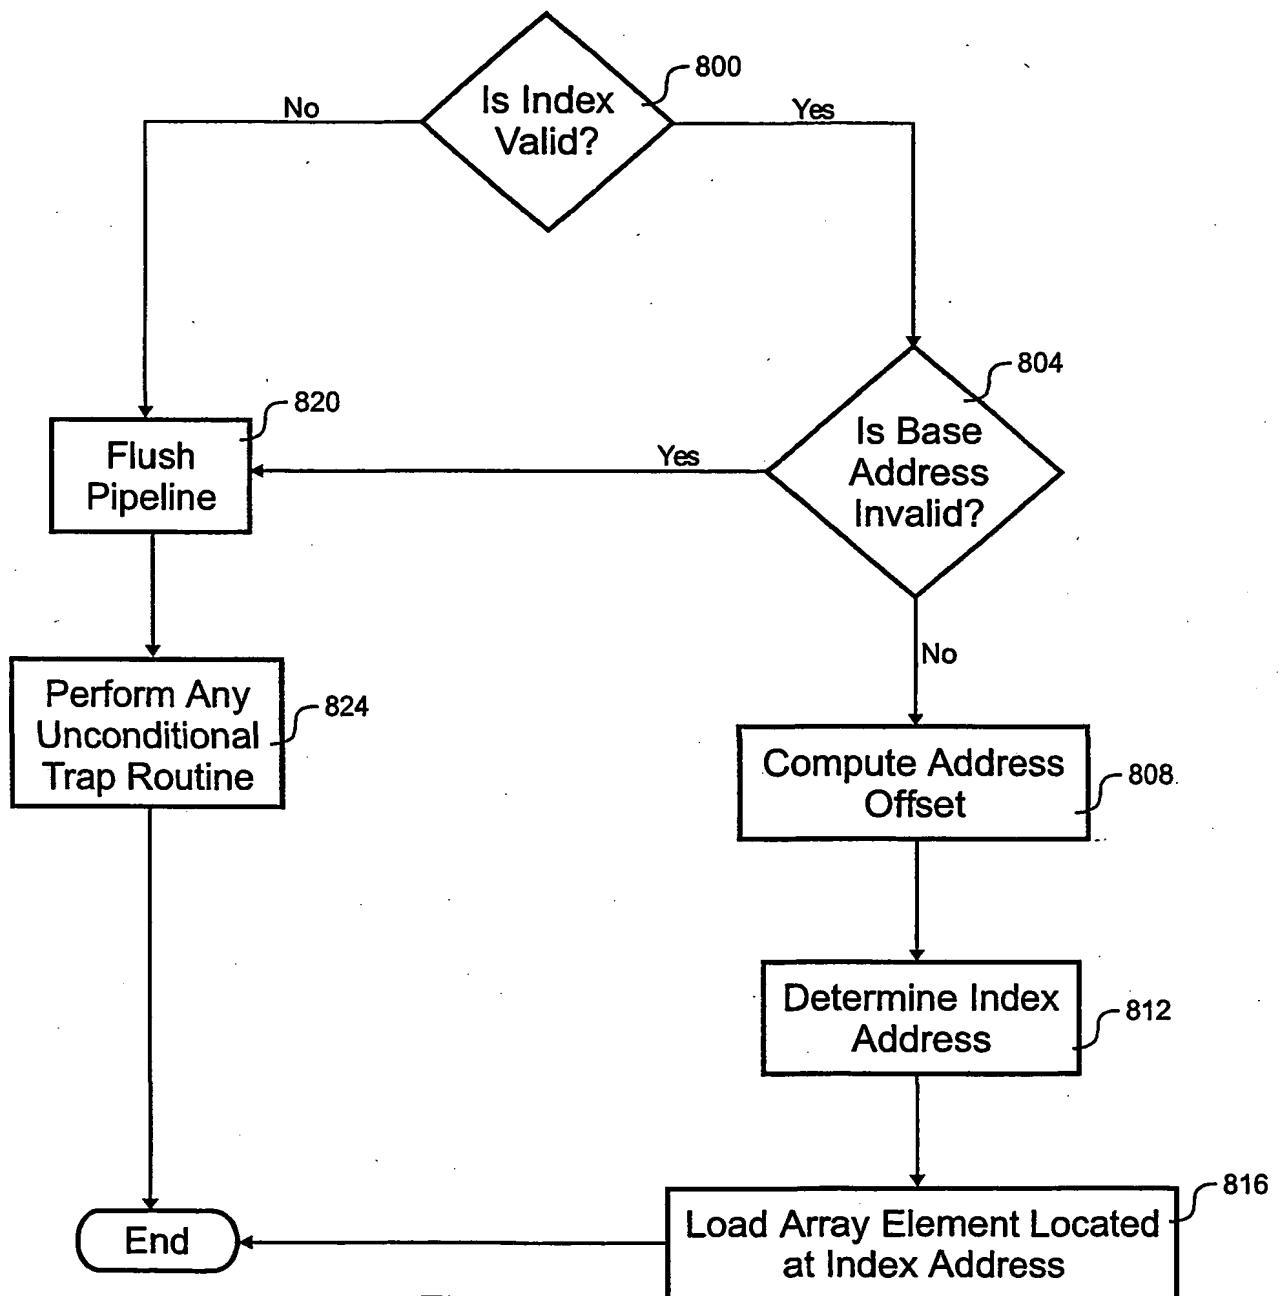 Is Index
Valid?
800
No
Yes
804
Is Base
Address
Invalid?
820
Flush
Pipeline
Yes
No
Perform Any
Unconditional
Trap Routine
824
Compute Address
Offset
808
Determine Index
Address
812
816
Load Array Element Located
at Index Address
End